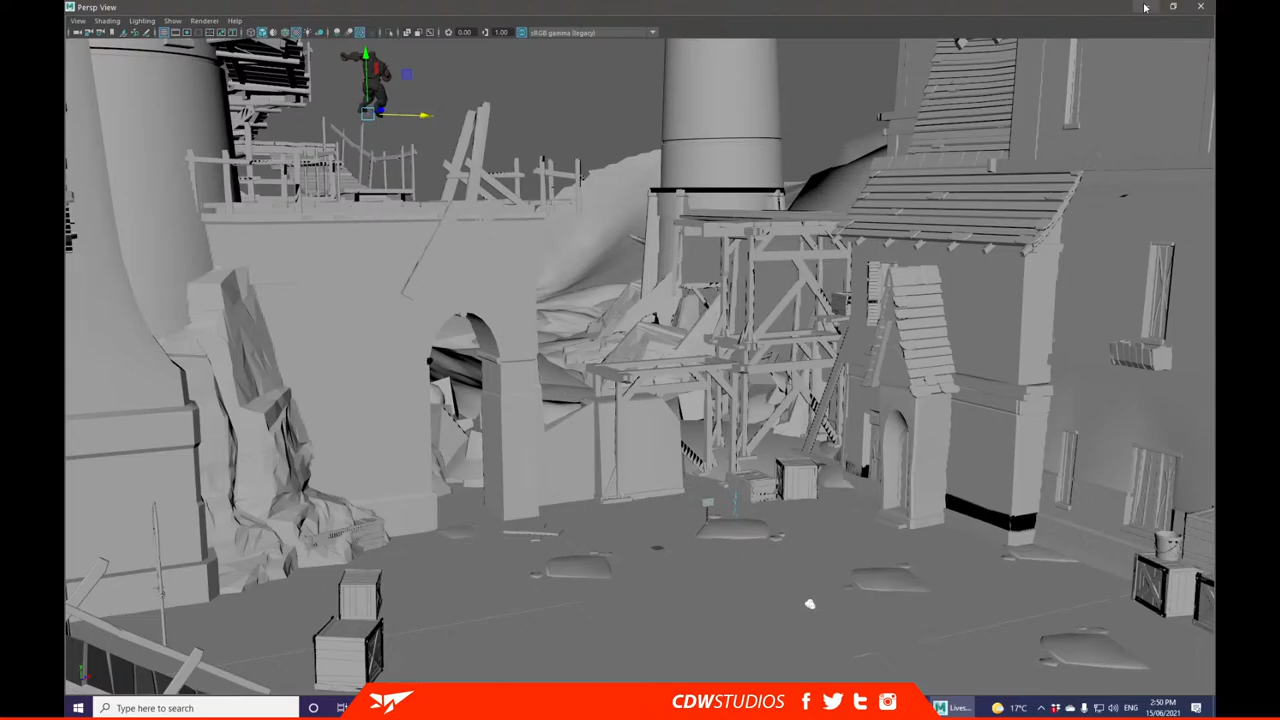 Persp View
View Shading Lighting Show Renderer Help
0.00 1.00 sRGB gamma (legacy)
Type here to search
CDWSTUDIOS
Lives...
17°C
ENG
2:50 PM
15/06/2021